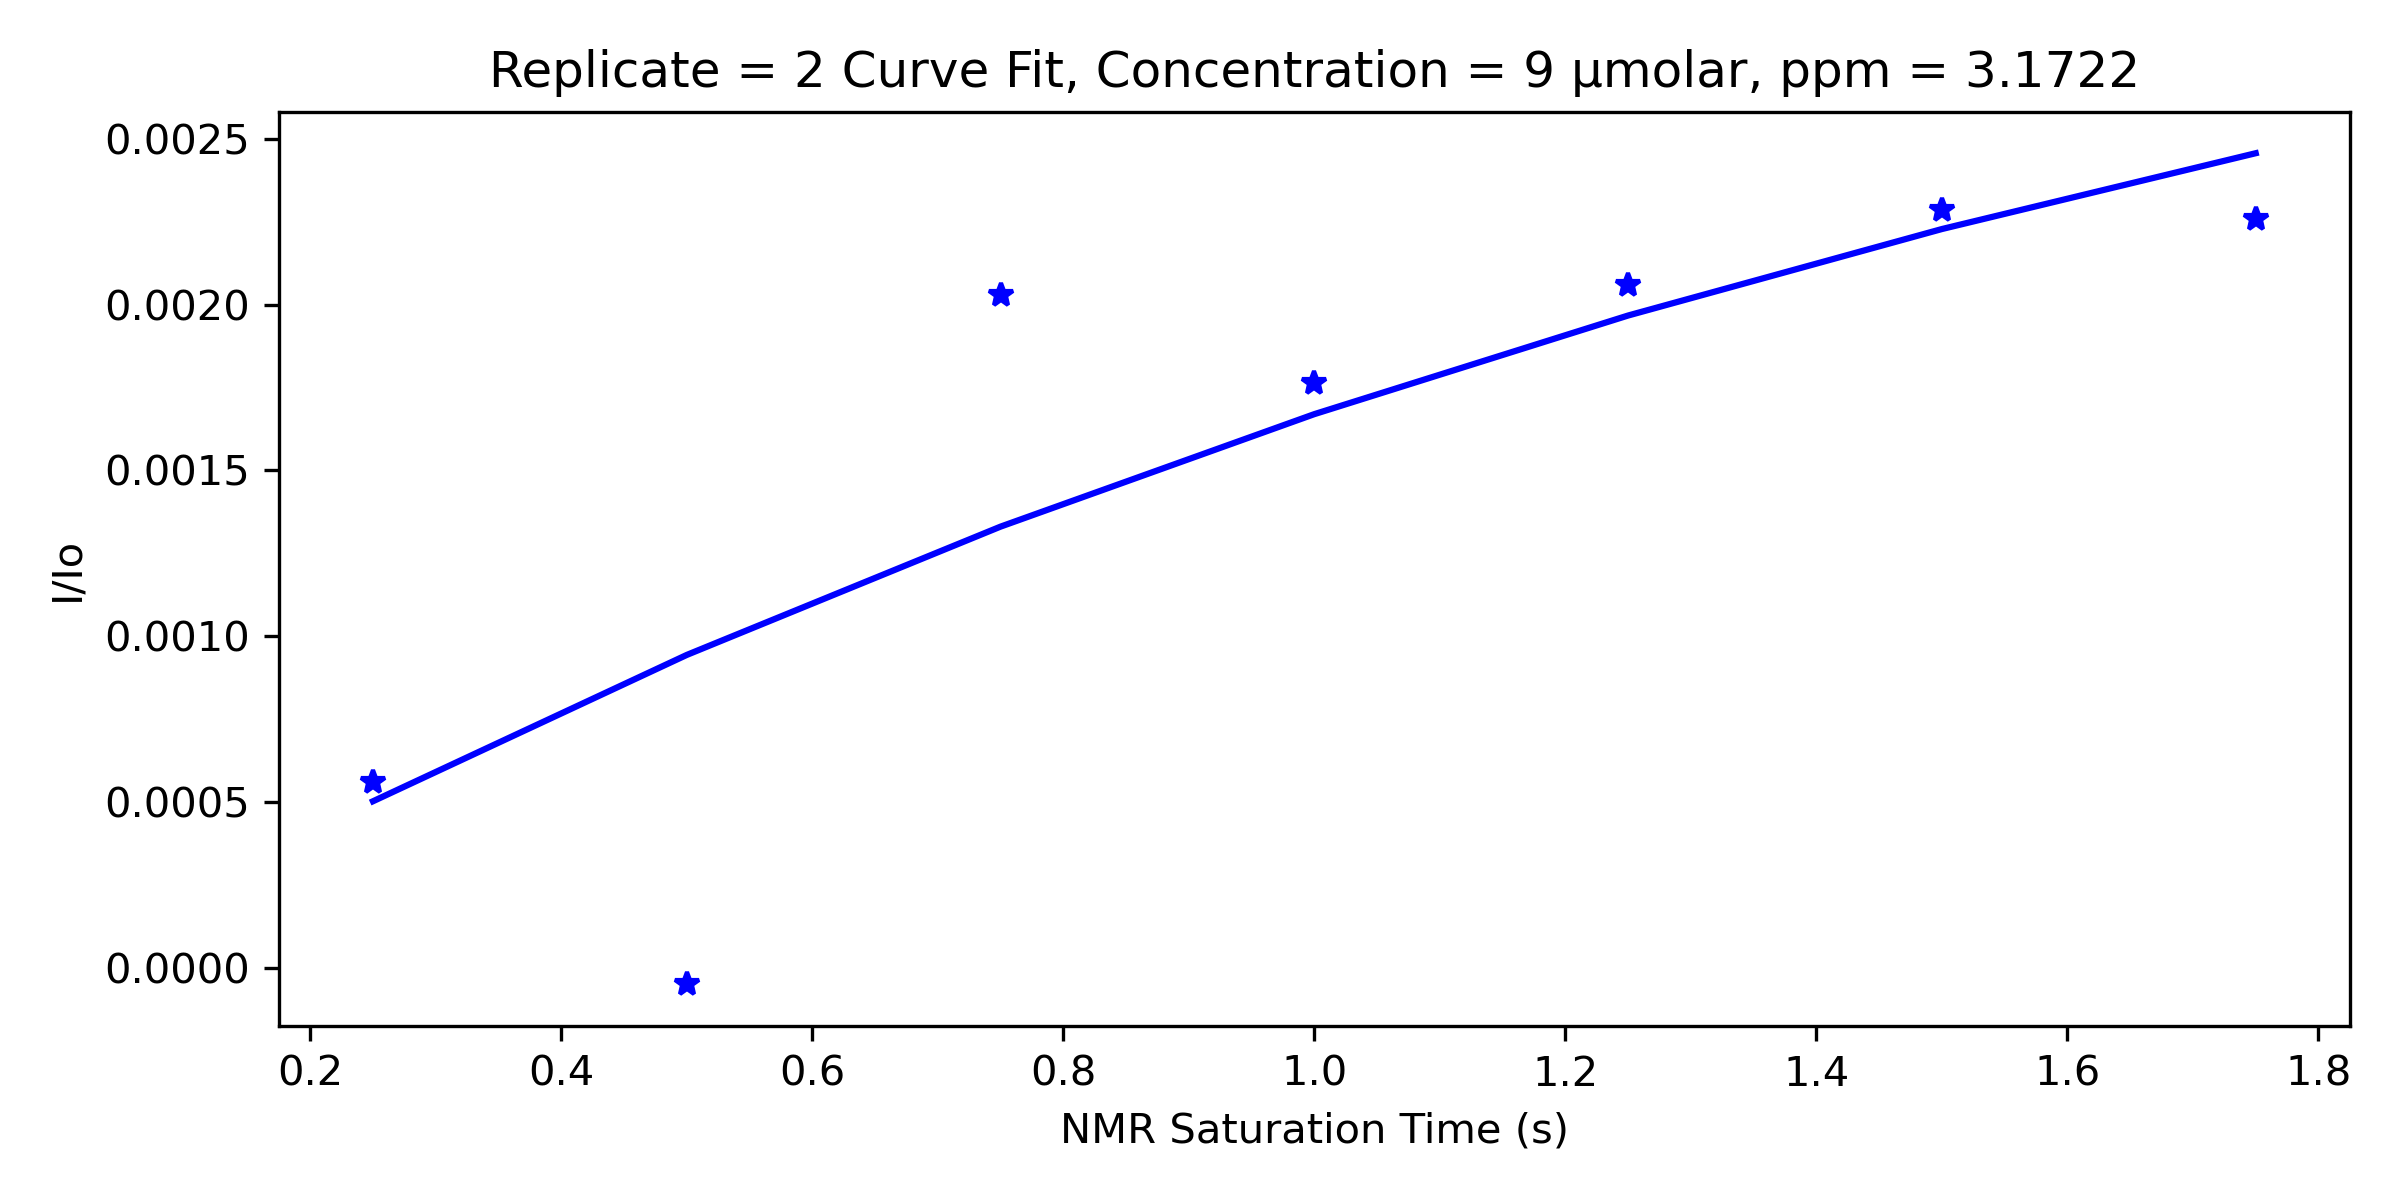 Replicate = 2 Curve Fit, Concentration = 9 μmolar, ppm = 3.1722
0.0025
0.0020
0.0015
0.0010
0.0005
0.0000
I/Io
0.2 0.4 0.6 0.8 1.0 1.2 1.4 1.6 1.8
NMR Saturation Time (s)